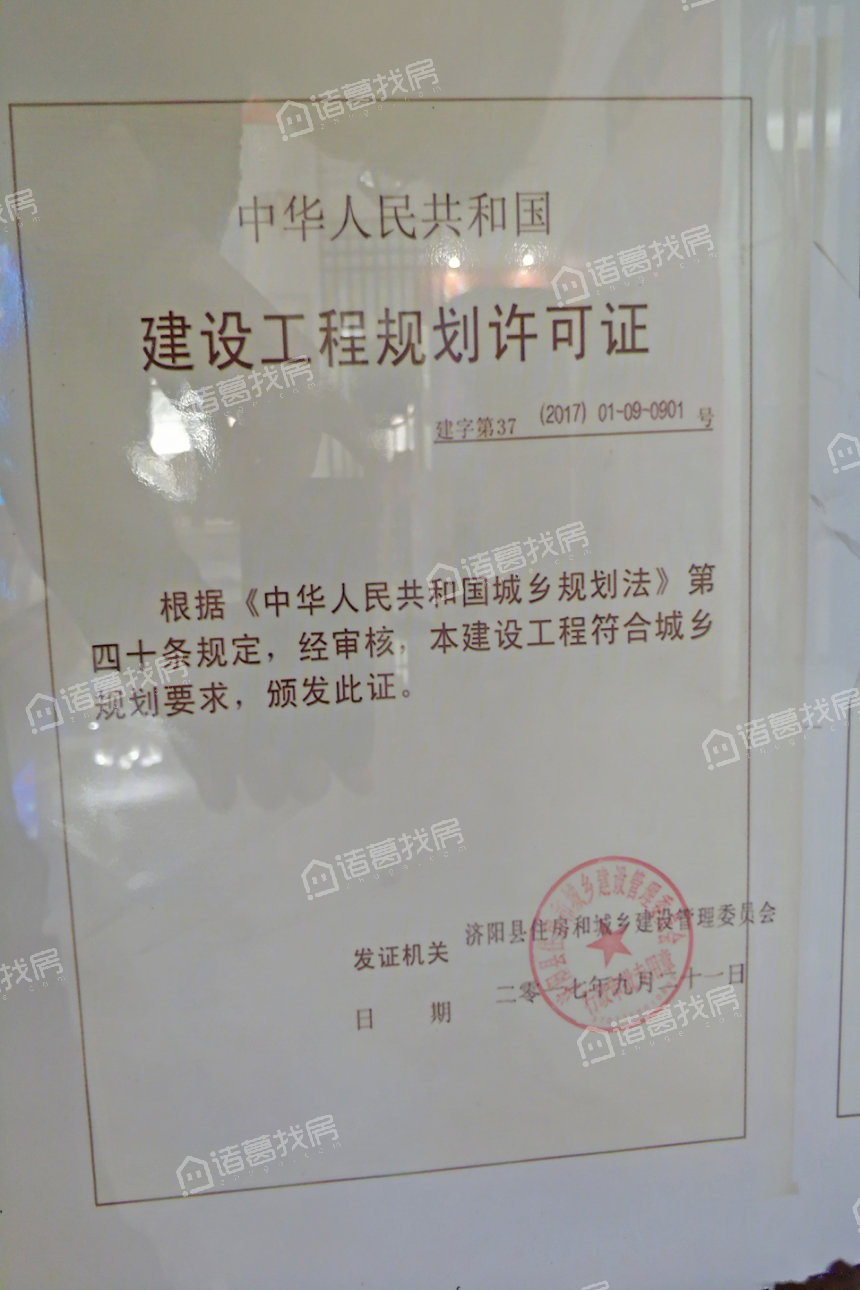 中华人民共和国
建设工程规划许可证
建字第37 (2017) 01-09-0901 号
根据《中华人民共和国城乡规划法》第
四十条规定，经审核，本建设工程符合城乡
规划要求，颁发此证。
发证机关 济阳县住房和城乡建设管理委员会
日 期 二零一七年九月二十一日
诸葛找房